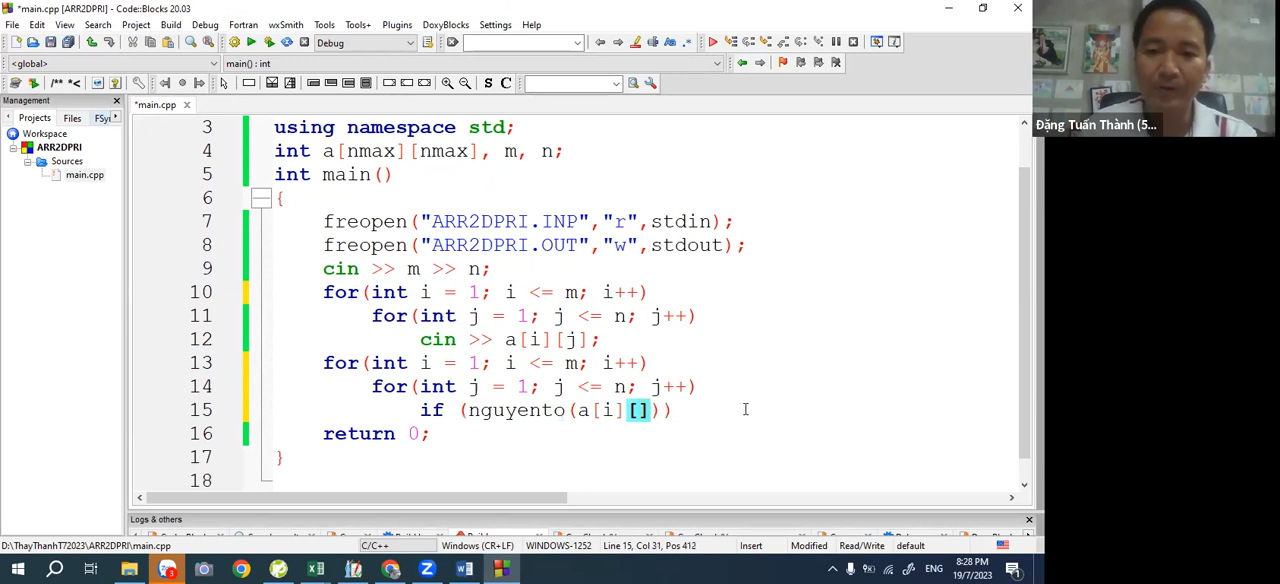 *main.cpp [ARR2DPRI] - Code::Blocks 20.03
File Edit View Search Project Build Debug Fortran wxSmith Tools Tools+ Plugins DoxyBlocks Settings Help
Debug
<global> main() : int
/** *<
S C
Management
*main.cpp
Projects Files FSy
Workspace
ARR2DPRI
Sources
main.cpp
3 using namespace std;
4 int a[nmax][nmax], m, n;
5 int main()
6 {
7 freopen("ARR2DPRI.INP","r",stdin);
8 freopen("ARR2DPRI.OUT","w",stdout);
9 cin >> m >> n;
10 for(int i = 1; i <= m; i++)
11 for(int j = 1; j <= n; j++)
12 cin >> a[i][j];
13 for(int i = 1; i <= m; i++)
14 for(int j = 1; j <= n; j++)
15 if (nguyento(a[i][]))
16 return 0;
17 }
18
Đặng Tuấn Thành (5...
Logs & others
D:\ThayThanhT72023\ARR2DPRI\main.cpp C/C++ Windows (CR+LF) WINDOWS-1252 Line 15, Col 31, Pos 412 Insert Modified Read/Write default
ENG
8:28 PM
19/7/2023